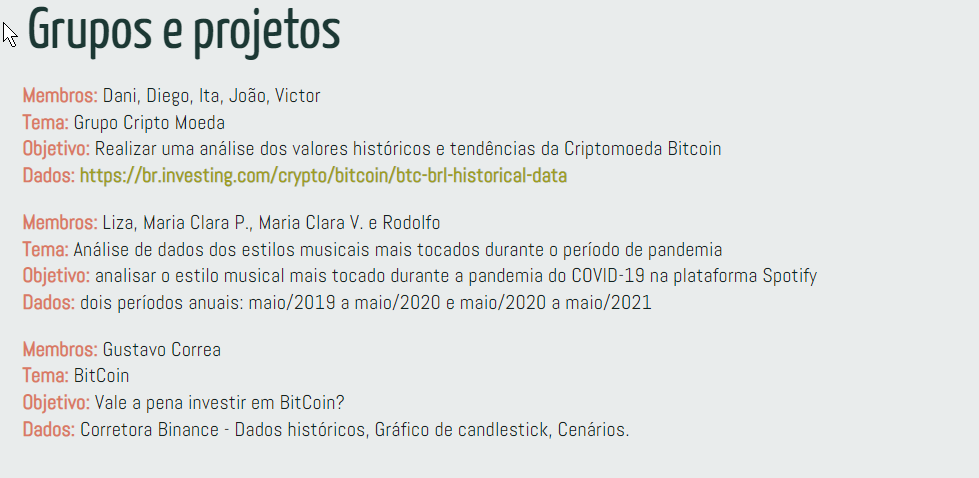 Grupos e projetos
Membros: Dani, Diego, Ita, João, Victor
Tema: Grupo Cripto Moeda
Objetivo: Realizar uma análise dos valores históricos e tendências da Criptomoeda Bitcoin
Dados: https://br.investing.com/crypto/bitcoin/btc-brl-historical-data
Membros: Liza, Maria Clara P., Maria Clara V. e Rodolfo
Tema: Análise de dados dos estilos musicais mais tocados durante o período de pandemia
Objetivo: analisar o estilo musical mais tocado durante a pandemia do COVID-19 na plataforma Spotify
Dados: dois períodos anuais: maio/2019 a maio/2020 e maio/2020 a maio/2021
Membros: Gustavo Correa
Tema: BitCoin
Objetivo: Vale a pena investir em BitCoin?
Dados: Corretora Binance - Dados históricos, Gráfico de candlestick, Cenários.